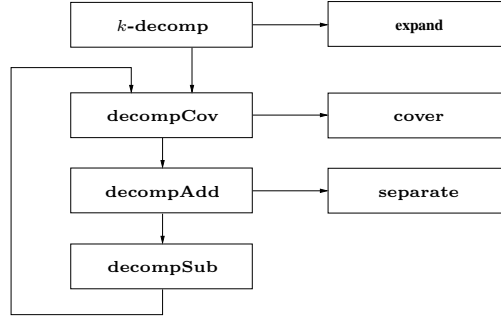 k-decomp
expand
decompCov
cover
decompAdd
separate
decompSub